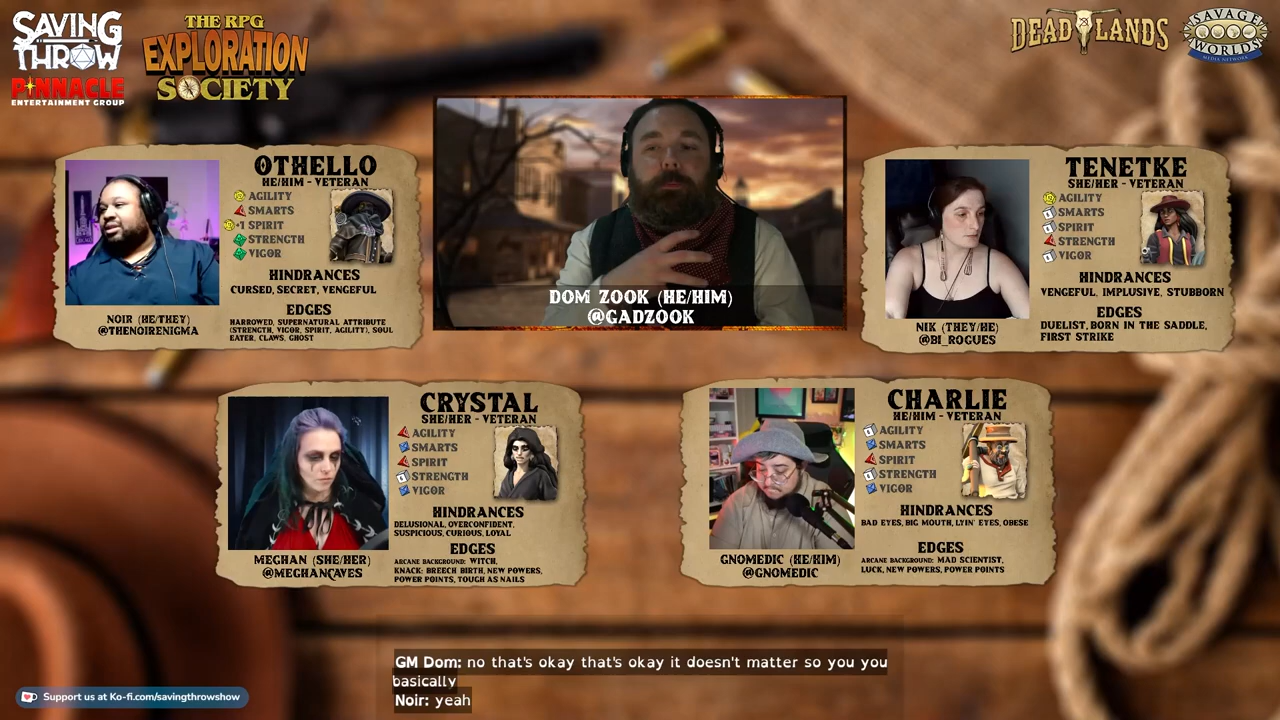 SAVING
THROW
PINNACLE
ENTERTAINMENT GROUP
THE RPG
EXPLORATION
SOCIETY
DEADLANDS
SAVAGE
WORLDS
MEDIA NETWORK
OTHELLO
HE/HIM - VETERAN
AGILITY
SMARTS
+1 SPIRIT
STRENGTH
VIGOR
HINDRANCES
CURSED, SECRET, VENGEFUL
EDGES
HARROWED, SUPERNATURAL ATTRIBUTE
(STRENGTH, VIGOR, SPIRIT, AGILITY), SOUL
EATER, CLAWS, GHOST
NOIR (HE/THEY)
@THENOIRENIGMA
DOM ZOOK (HE/HIM)
@GADZOOK
TENETKE
SHE/HER - VETERAN
AGILITY
SMARTS
SPIRIT
STRENGTH
VIGOR
HINDRANCES
VENGEFUL, IMPLUSIVE, STUBBORN
EDGES
DUELIST, BORN IN THE SADDLE,
FIRST STRIKE
NIK (THEY/HE)
@BI_ROGUES
CRYSTAL
SHE/HER - VETERAN
AGILITY
SMARTS
SPIRIT
STRENGTH
VIGOR
HINDRANCES
DELUSIONAL, OVERCONFIDENT,
SUSPICIOUS, CURIOUS, LOYAL
EDGES
ARCANE BACKGROUND: WITCH,
KNACK: BREECH BIRTH, NEW POWERS,
POWER POINTS, TOUGH AS NAILS
MEGHAN (SHE/HER)
@MEGHANCAVES
CHARLIE
HE/HIM - VETERAN
AGILITY
SMARTS
SPIRIT
STRENGTH
VIGOR
HINDRANCES
BAD EYES, BIG MOUTH, LYIN' EYES, OBESE
EDGES
ARCANE BACKGROUND: MAD SCIENTIST,
LUCK, NEW POWERS, POWER POINTS
GNOMEDIC (HE/HIM)
@GNOMEDIC
GM Dom: no that's okay that's okay it doesn't matter so you you
basically
Noir: yeah
Support us at Ko-fi.com/savingthrowshow